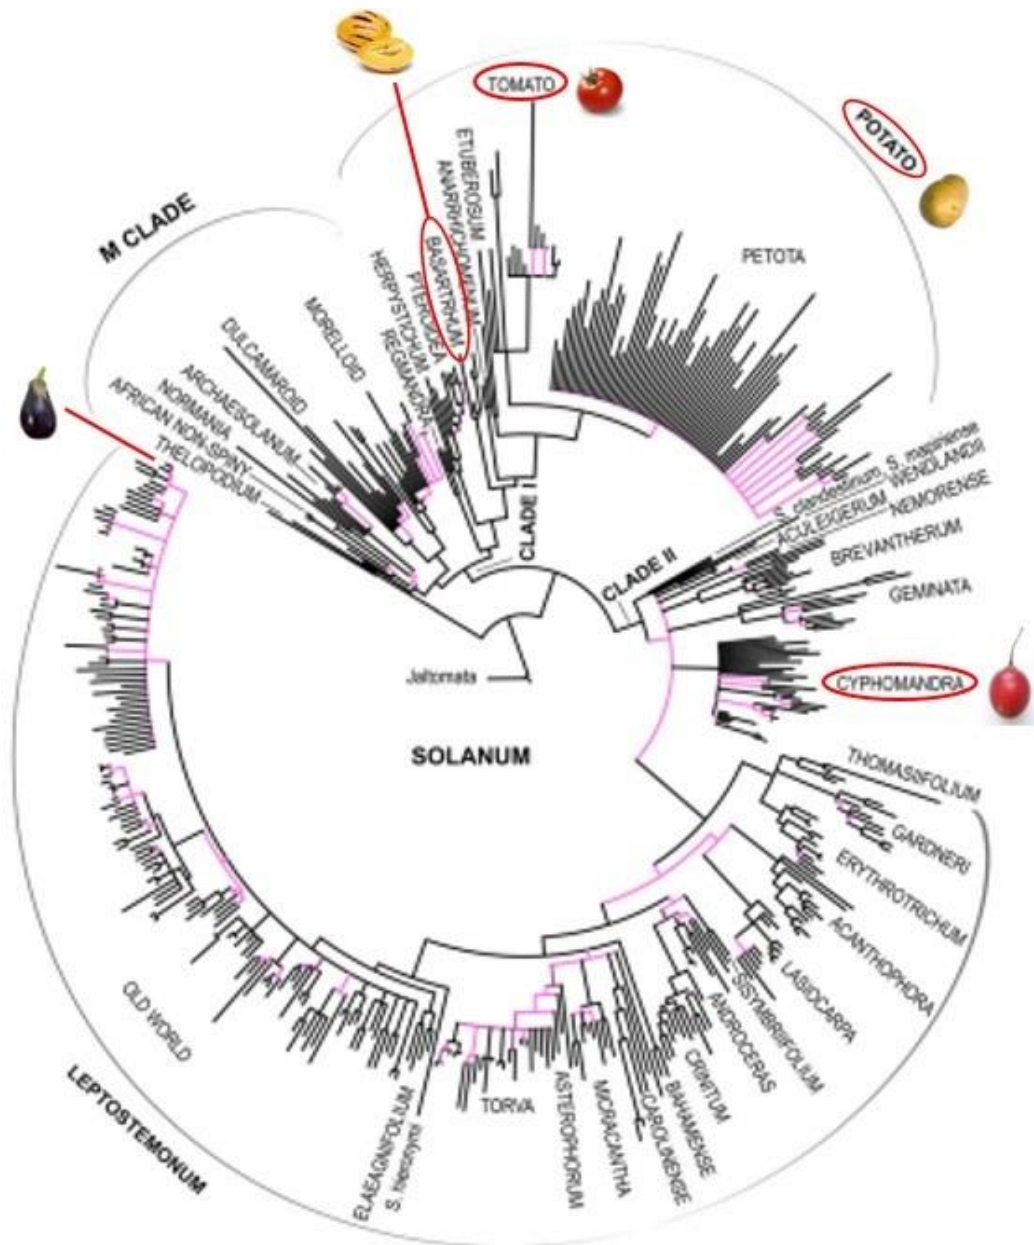 TOMATO
POTATO
M CLADE
ETUBEROSUM
ANARRHICHOMENUM
BASARTHRUM
PTEROIDEA
HERPYSTICHUM
REGMANDRA
PETOTA
MORELLOID
DULCAMAROID
ARCHAESOLANUM
NORMANIA
AFRICAN NON-SPINY
THELOPODIUM
CLADE I
CLADE II
S. clandestinum, S. mapiriense
WENDLANDII
ACULEIGERUM
NEMORENSE
BREVANTHERUM
GEMINATA
Jaltomata
CYPHOMANDRA
SOLANUM
THOMASIIFOLIUM
GARDNERI
ERYTHROTRICHUM
ACANTHOPHORA
LASIOCARPA
SISYMBRIIFOLIUM
ANDROCERAS
CRINITUM
BAHAMENSE
CAROLINENSE
MICRACANTHA
ASTEROPHORUM
TORVA
S. hieronymi
ELAEAGNIFOLIUM
OLD WORLD
LEPTOSTEMONUM